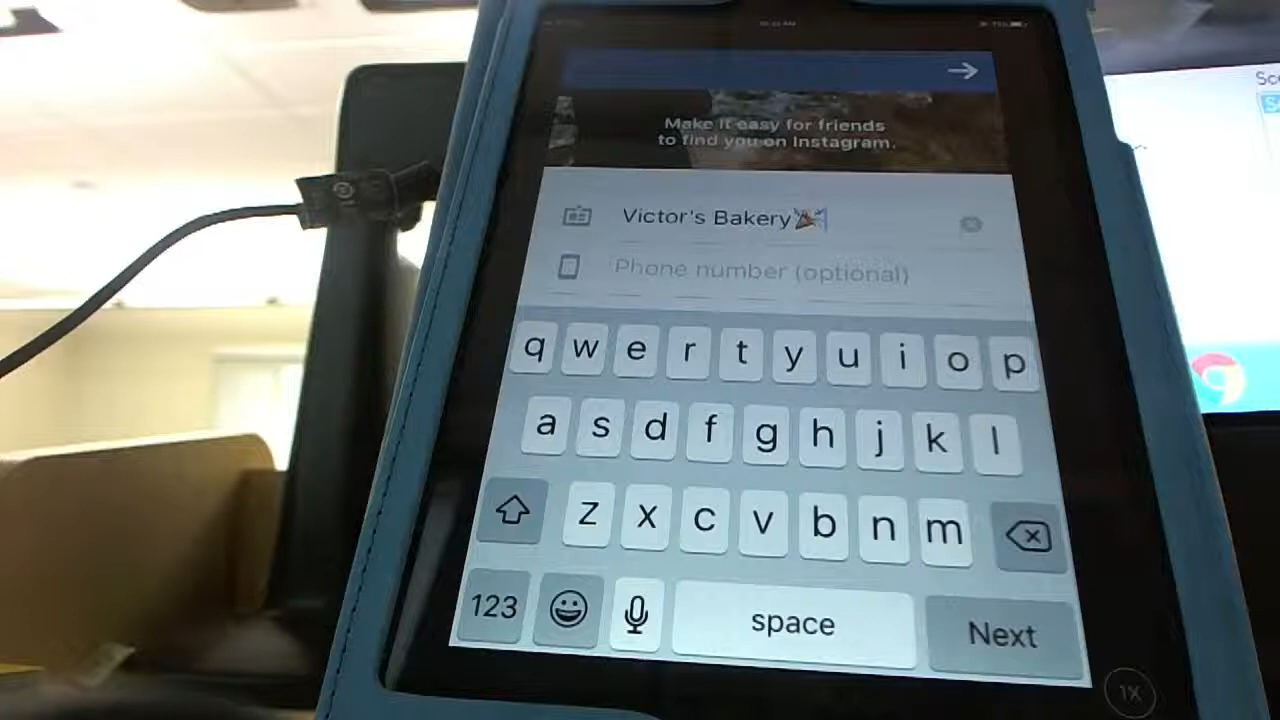 Make it easy for friends
to find you on Instagram.
Victor's Bakery🎉
Phone number (optional)
q w e r t y u i o p
a s d f g h j k l
z x c v b n m
123 space Next
1X